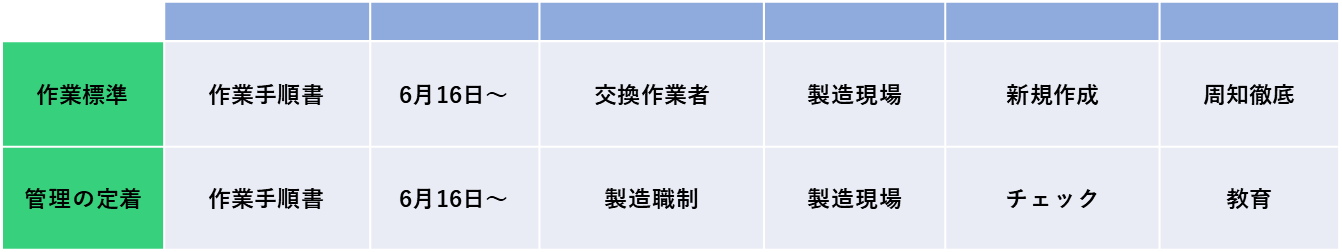 作業標準 作業手順書 6月16日～ 交換作業者 製造現場 新規作成 周知徹底
管理の定着 作業手順書 6月16日～ 製造職制 製造現場 チェック 教育